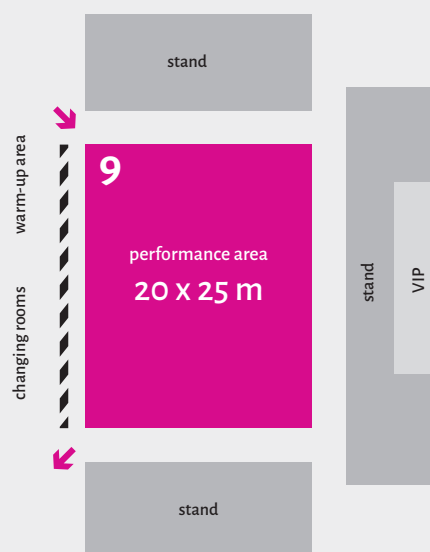 stand
9
warm-up area
performance area
20 x 25 m
stand
VIP
changing rooms
stand